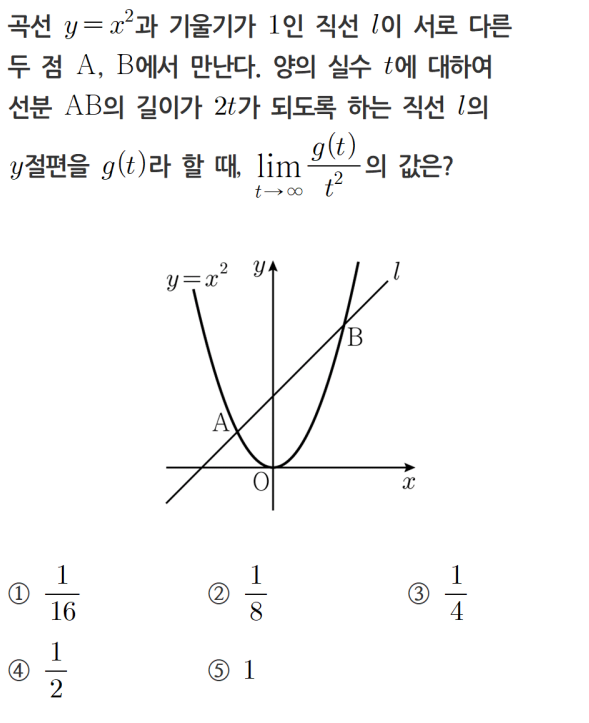 곡선 y=x²과 기울기가 1인 직선 l이 서로 다른
두 점 A, B에서 만난다. 양의 실수 t에 대하여
선분 AB의 길이가 2t가 되도록 하는 직선 l의
y절편을 g(t)라 할 때, lim_{t→∞} g(t)/t² 의 값은?
y=x² y l
B
A
O x
① 1/16 ② 1/8 ③ 1/4
④ 1/2 ⑤ 1